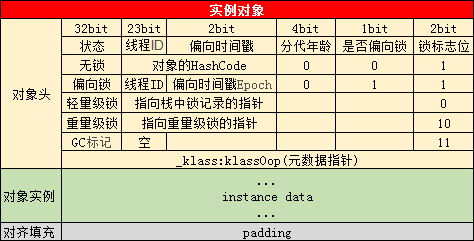 实例对象
32bit 23bit 2bit 4bit 1bit 2bit
状态 线程ID 偏向时间戳 分代年龄 是否偏向锁 锁标志位
无锁 对象的HashCode 0 0 1
对象头 偏向锁 线程ID 偏向时间戳Epoch 0 1 1
轻量级锁 指向栈中锁记录的指针 0
重量级锁 指向重量级锁的指针 10
GC标记 空 11
_klass:klassOop(元数据指针)
...
对象实例 instance data
...
对齐填充 padding